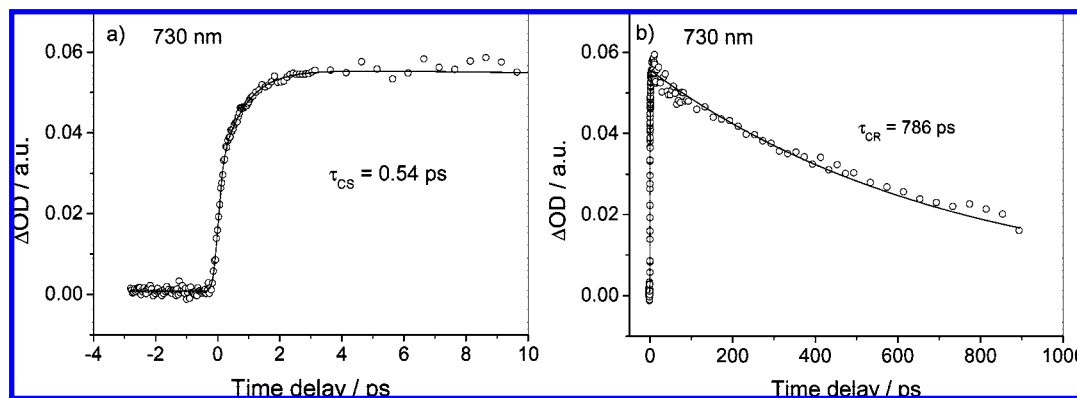 a) 730 nm
0.06
0.04
0.02
0.00
ΔOD / a.u.
τCS = 0.54 ps
-4 -2 0 2 4 6 8 10
Time delay / ps
b) 730 nm
0.06
0.04
0.02
0.00
ΔOD / a.u.
τCR = 786 ps
0 200 400 600 800 1000
Time delay / ps